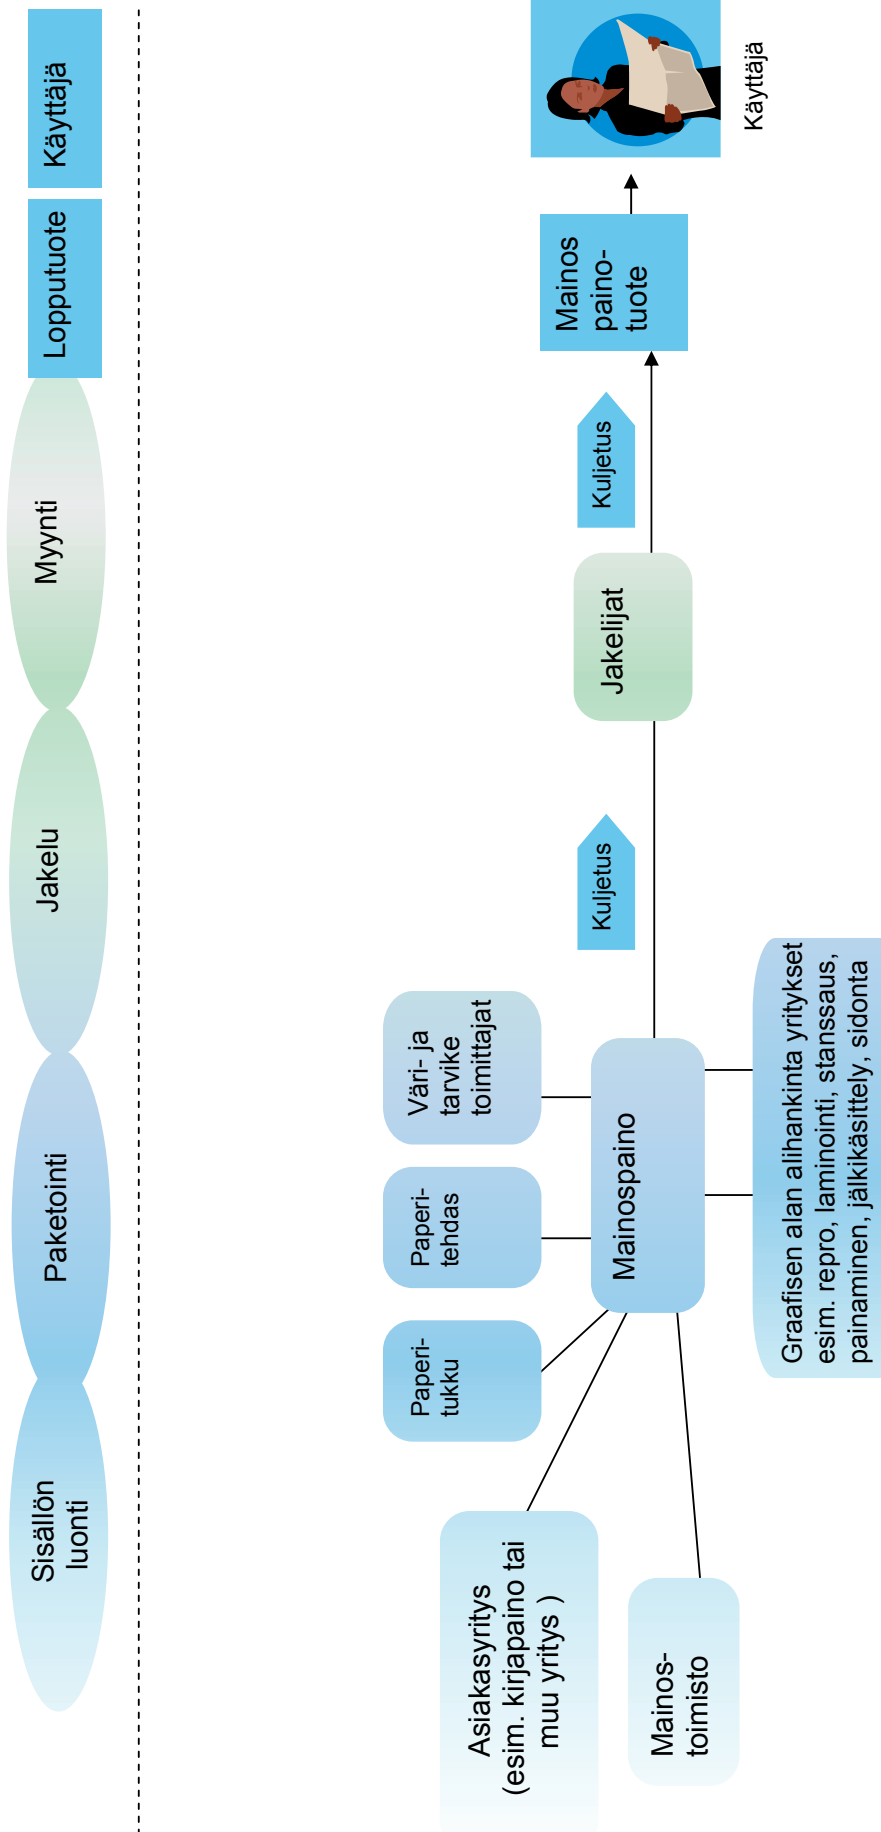 Sisällön
luonti
Paketointi
Jakelu
Myynti
Lopputuote
Käyttäjä
Asiakasyritys
(esim. kirjapaino tai
muu yritys )
Mainos-
toimisto
Paperi-
tukku
Paperi-
tehdas
Väri- ja
tarvike
toimittajat
Mainospaino
Graafisen alan alihankinta yritykset
esim. repro, laminointi, stanssaus,
painaminen, jälkikäsittely, sidonta
Kuljetus
Jakelijat
Kuljetus
Mainos
paino-
tuote
Käyttäjä